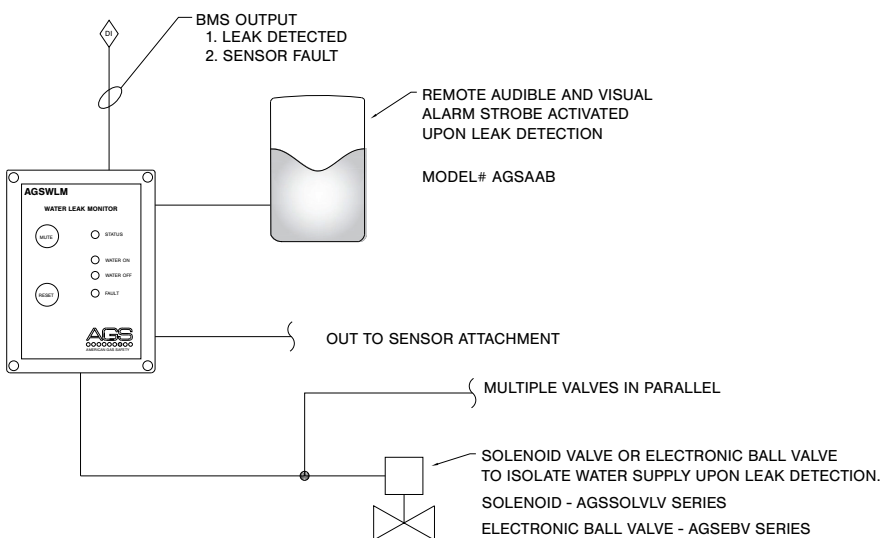 DI
BMS OUTPUT
1. LEAK DETECTED
2. SENSOR FAULT
REMOTE AUDIBLE AND VISUAL
ALARM STROBE ACTIVATED
UPON LEAK DETECTION
MODEL# AGSAAB
AGSWLM
WATER LEAK MONITOR
MUTE
STATUS
WATER ON
WATER OFF
RESET
FAULT
AGS
AMERICAN GAS SAFETY
OUT TO SENSOR ATTACHMENT
MULTIPLE VALVES IN PARALLEL
SOLENOID VALVE OR ELECTRONIC BALL VALVE
TO ISOLATE WATER SUPPLY UPON LEAK DETECTION.
SOLENOID - AGSSOLVLV SERIES
ELECTRONIC BALL VALVE - AGSEBV SERIES